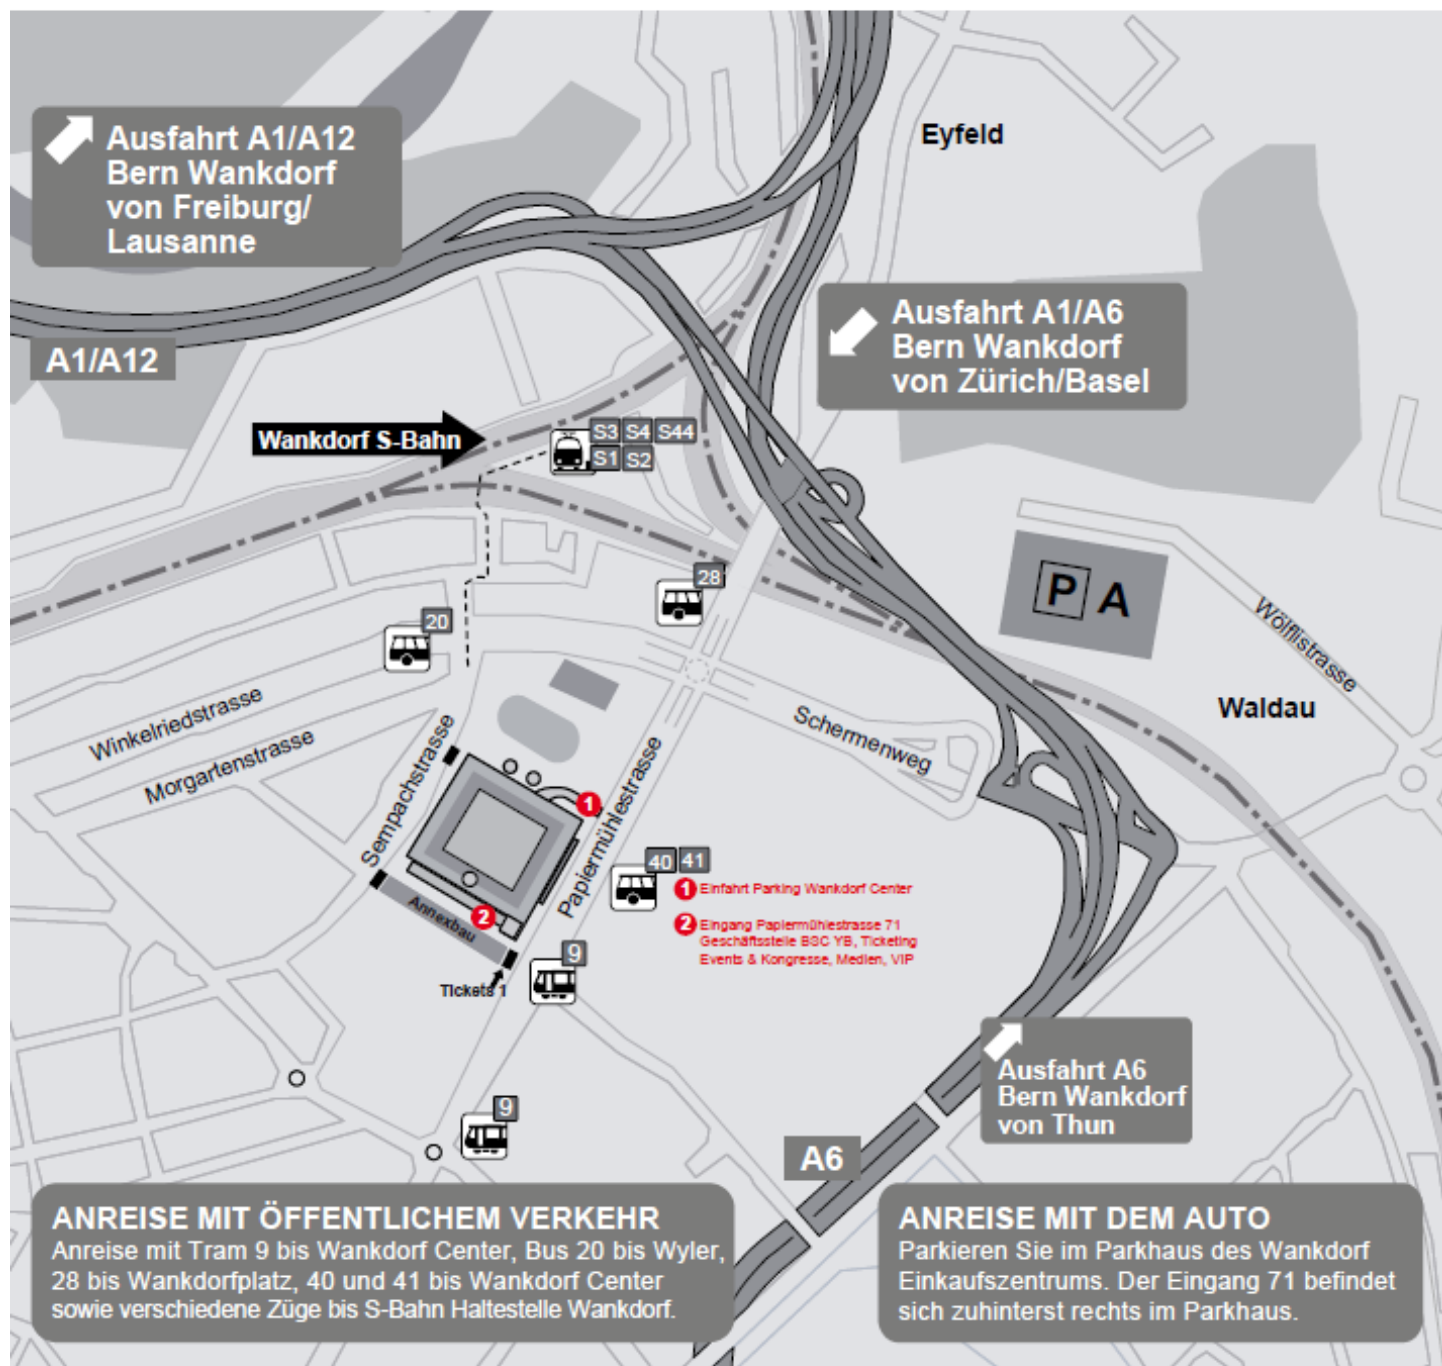 Ausfahrt A1/A12
Bern Wankdorf
von Freiburg/
Lausanne
Eyfeld
Ausfahrt A1/A6
Bern Wankdorf
von Zürich/Basel
A1/A12
Wankdorf S-Bahn
S3 S4 S44
S1 S2
P A
28
20
Wölflistrasse
Waldau
Winkelriedstrasse
Morgartenstrasse
Sempachstrasse
Papiermühlestrasse
Schermenweg
1
40 41
1 Einfahrt Parking Wankdorf Center
2
Annexbau
2 Eingang Papiermühlestrasse 71
Geschäftsstelle BSC YB, Ticketing
Events & Kongresse, Medien, VIP
9
Tickets 1
Ausfahrt A6
Bern Wankdorf
von Thun
9
A6
ANREISE MIT ÖFFENTLICHEM VERKEHR
Anreise mit Tram 9 bis Wankdorf Center, Bus 20 bis Wyler,
28 bis Wankdorfplatz, 40 und 41 bis Wankdorf Center
sowie verschiedene Züge bis S-Bahn Haltestelle Wankdorf.
ANREISE MIT DEM AUTO
Parkieren Sie im Parkhaus des Wankdorf
Einkaufszentrums. Der Eingang 71 befindet
sich zuhinterst rechts im Parkhaus.